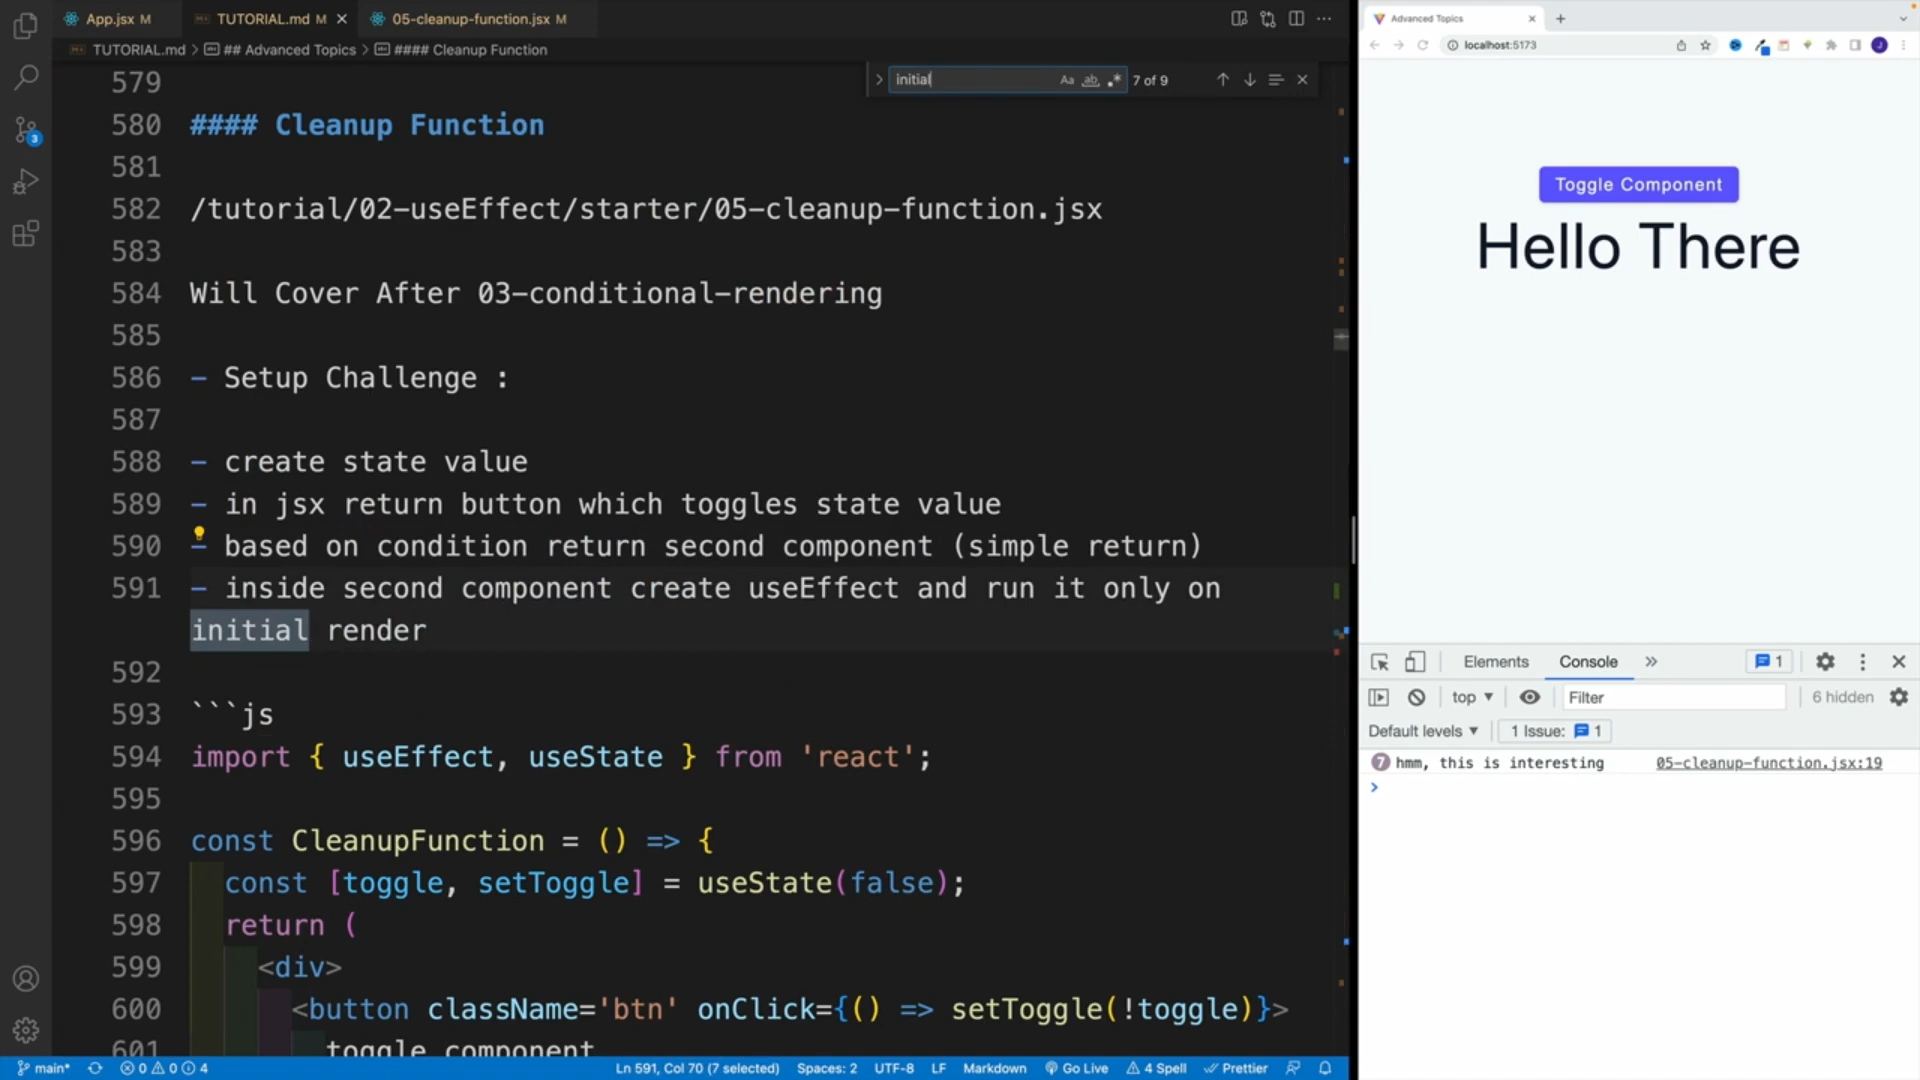 App.jsx M
TUTORIAL.md M
05-cleanup-function.jsx M
TUTORIAL.md > ## Advanced Topics > #### Cleanup Function
initial
Aa
ab
7 of 9
579
580 #### Cleanup Function
581
582 /tutorial/02-useEffect/starter/05-cleanup-function.jsx
583
584 Will Cover After 03-conditional-rendering
585
586 - Setup Challenge :
587
588 - create state value
589 - in jsx return button which toggles state value
590 - based on condition return second component (simple return)
591 - inside second component create useEffect and run it only on
initial render
592
593 ```js
594 import { useEffect, useState } from 'react';
595
596 const CleanupFunction = () => {
597 const [toggle, setToggle] = useState(false);
598 return (
599 <div>
600 <button className='btn' onClick={() => setToggle(!toggle)}>
601 toggle component
3
main*
0 0 4
Ln 591, Col 70 (7 selected)
Spaces: 2
UTF-8
LF
Markdown
Go Live
4 Spell
Prettier
Advanced Topics
localhost:5173
J
Toggle Component
Hello There
Elements
Console
1
top
Filter
6 hidden
Default levels
1 Issue: 1
7 hmm, this is interesting 05-cleanup-function.jsx:19